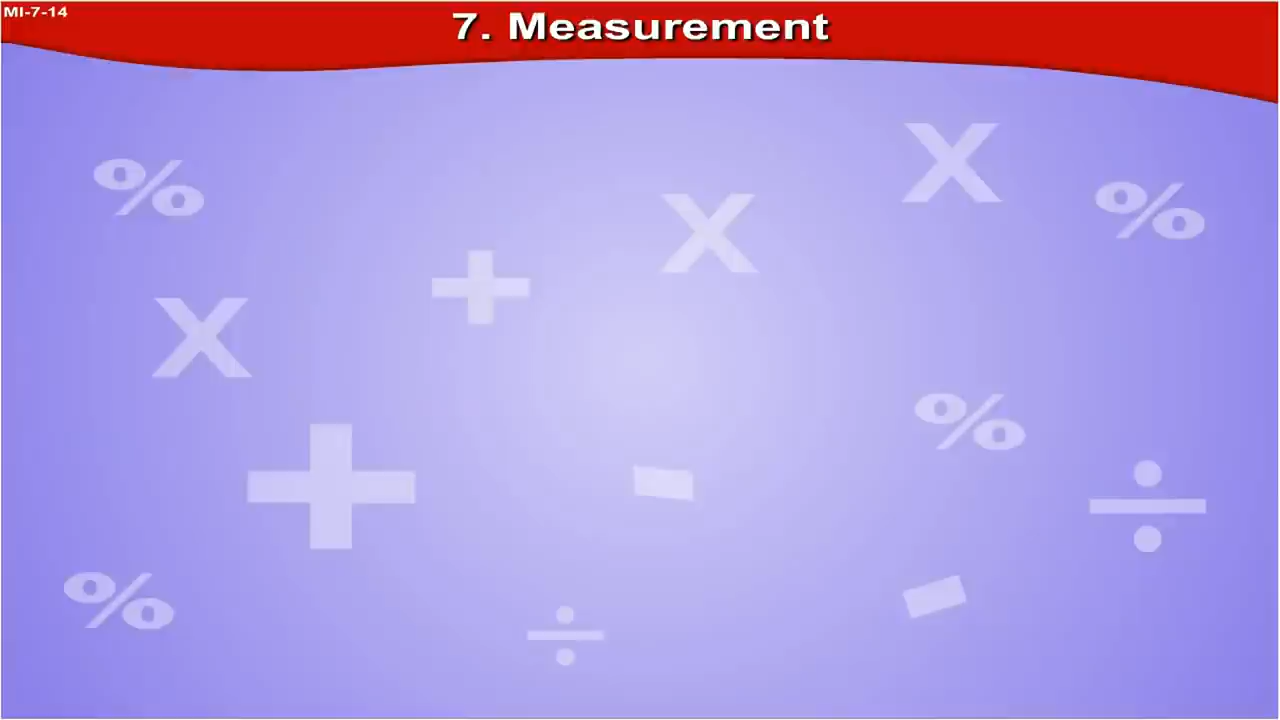 MI-7-14
7. Measurement
% X X %
+
X
%
+ - ÷
% ÷ -